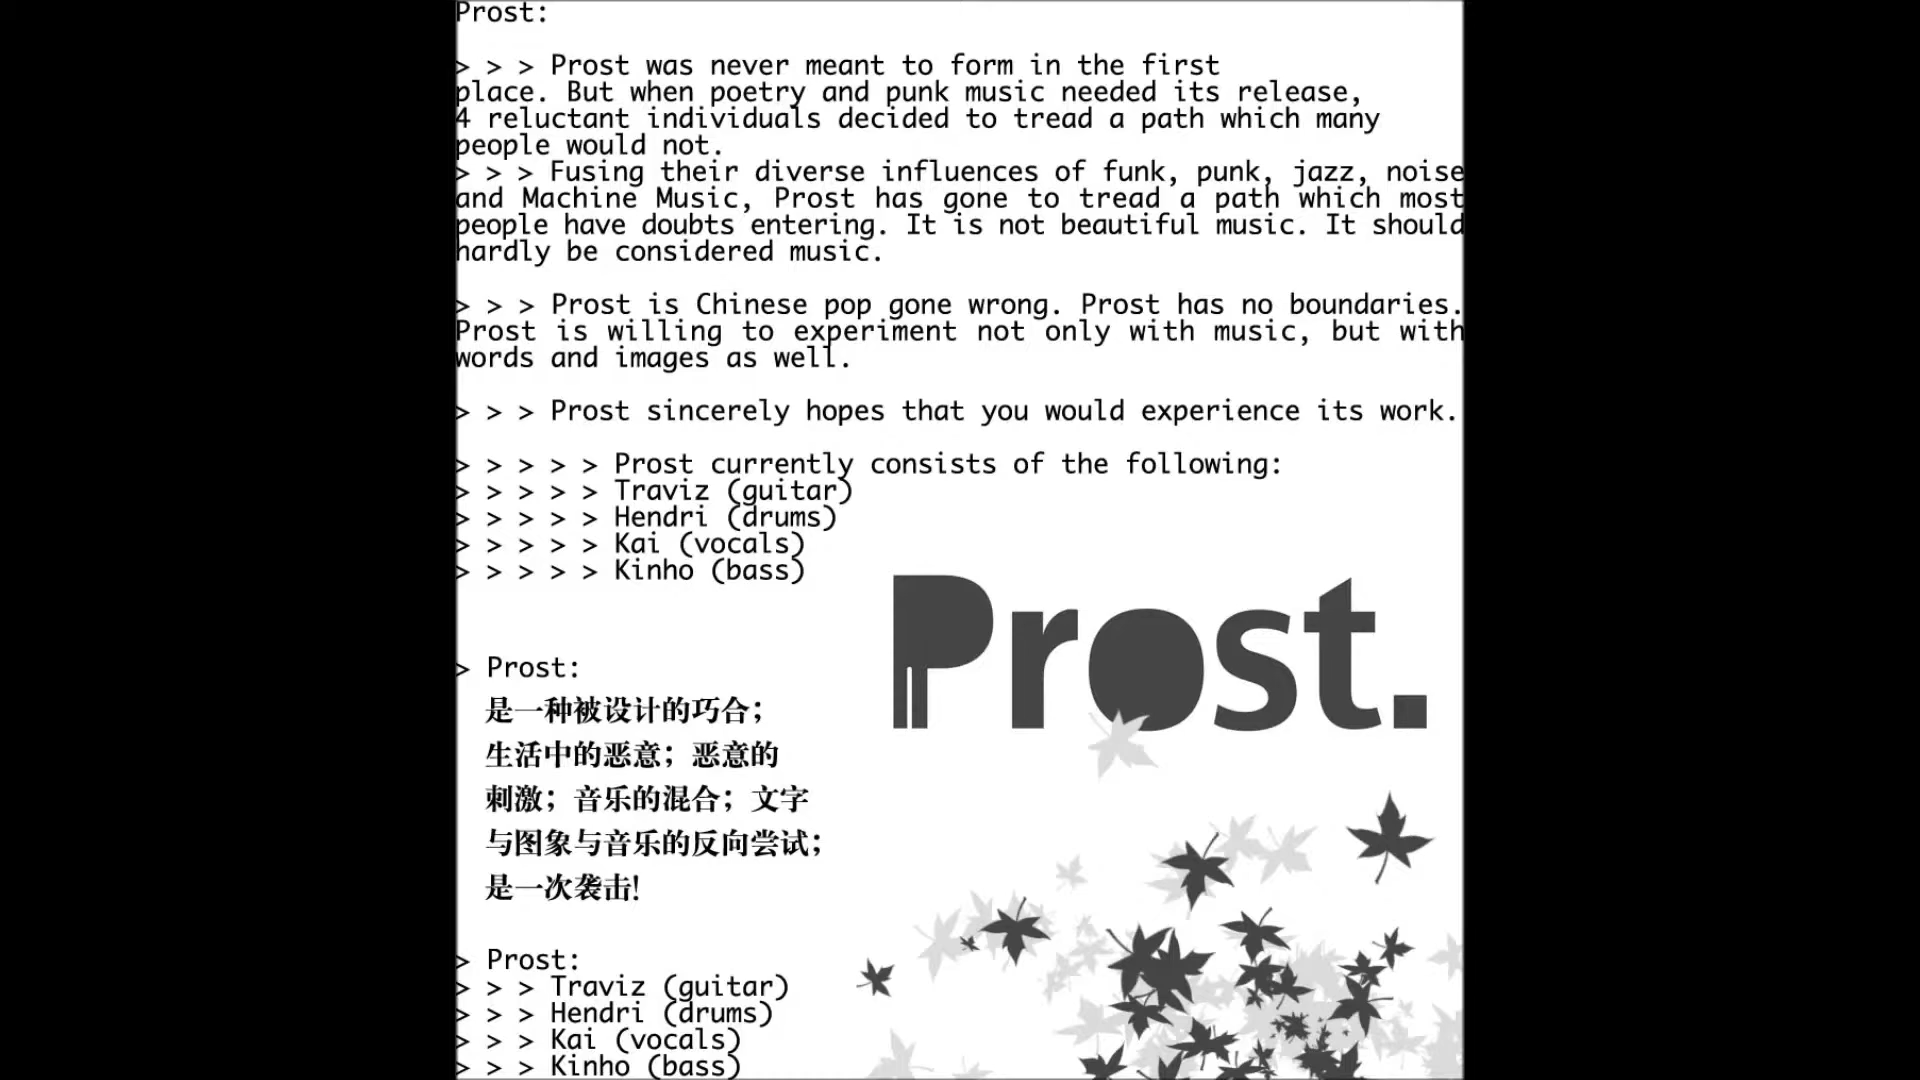 Prost:
> > > Prost was never meant to form in the first
place. But when poetry and punk music needed its release,
4 reluctant individuals decided to tread a path which many
people would not.
> > > Fusing their diverse influences of funk, punk, jazz, noise
and Machine Music, Prost has gone to tread a path which most
people have doubts entering. It is not beautiful music. It should
hardly be considered music.
> > > Prost is Chinese pop gone wrong. Prost has no boundaries.
Prost is willing to experiment not only with music, but with
words and images as well.
> > > Prost sincerely hopes that you would experience its work.
> > > > > Prost currently consists of the following:
> > > > > Traviz (guitar)
> > > > > Hendri (drums)
> > > > > Kai (vocals)
> > > > > Kinho (bass)
Prost.
> Prost:
是一种被设计的巧合；
生活中的恶意；恶意的
刺激；音乐的混合；文字
与图象与音乐的反向尝试；
是一次袭击！
> Prost:
> > > Traviz (guitar)
> > > Hendri (drums)
> > > Kai (vocals)
> > > Kinho (bass)